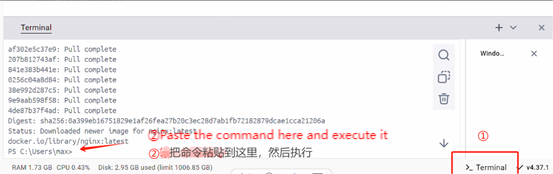 Terminal
af302e5c37e9: Pull complete
207b812743af: Pull complete
841e383b441e: Pull complete
0256c04a8d84: Pull complete
38e992d287c5: Pull complete
9e9aab598f58: Pull complete
4de87b37f4ad: Pull complete
Digest: sha256:0a399eb16751829e1af26fea27b20c3ec28d7ab1fb72182879dcae1cca21206a
Status: Downloaded newer image for nginx:latest
docker.io/library/nginx:latest
PS C:\Users\max>
①Paste the command here and execute it
② 把命令粘贴到这里，然后执行
Windo...
①
RAM 1.73 GB CPU 0.43% Disk: 2.95 GB used (limit 1006.85 GB)
>_ Terminal
✓ v4.37.1